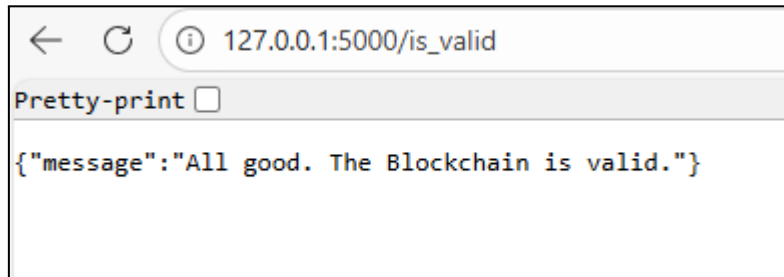 127.0.0.1:5000/is_valid
Pretty-print
{"message":"All good. The Blockchain is valid."}